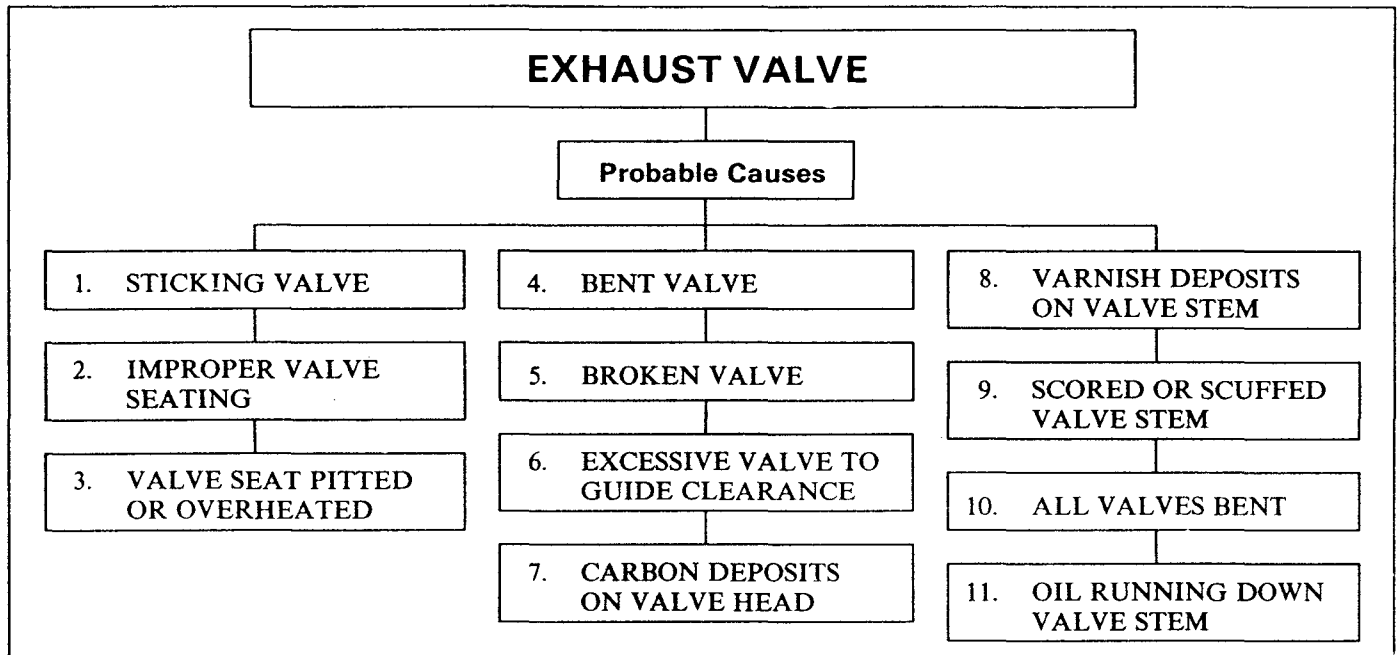 EXHAUST VALVE
Probable Causes
1. STICKING VALVE
2. IMPROPER VALVE
SEATING
3. VALVE SEAT PITTED
OR OVERHEATED
4. BENT VALVE
5. BROKEN VALVE
6. EXCESSIVE VALVE TO
GUIDE CLEARANCE
7. CARBON DEPOSITS
ON VALVE HEAD
8. VARNISH DEPOSITS
ON VALVE STEM
9. SCORED OR SCUFFED
VALVE STEM
10. ALL VALVES BENT
11. OIL RUNNING DOWN
VALVE STEM